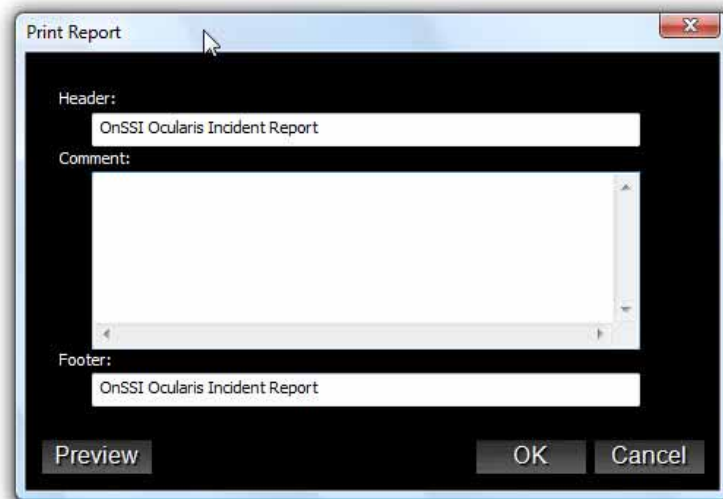 Print Report
Header:
OnSSI Ocularis Incident Report
Comment:
Footer:
OnSSI Ocularis Incident Report
Preview OK Cancel